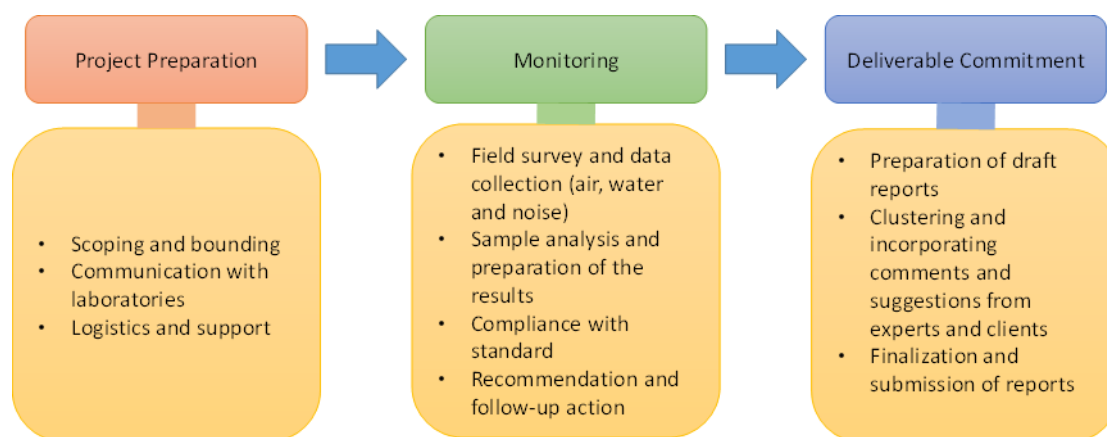 Project Preparation
Monitoring
Deliverable Commitment
• Scoping and bounding
• Communication with
laboratories
• Logistics and support
• Field survey and data
collection (air, water
and noise)
• Sample analysis and
preparation of the
results
• Compliance with
standard
• Recommendation and
follow-up action
• Preparation of draft
reports
• Clustering and
incorporating
comments and
suggestions from
experts and clients
• Finalization and
submission of reports